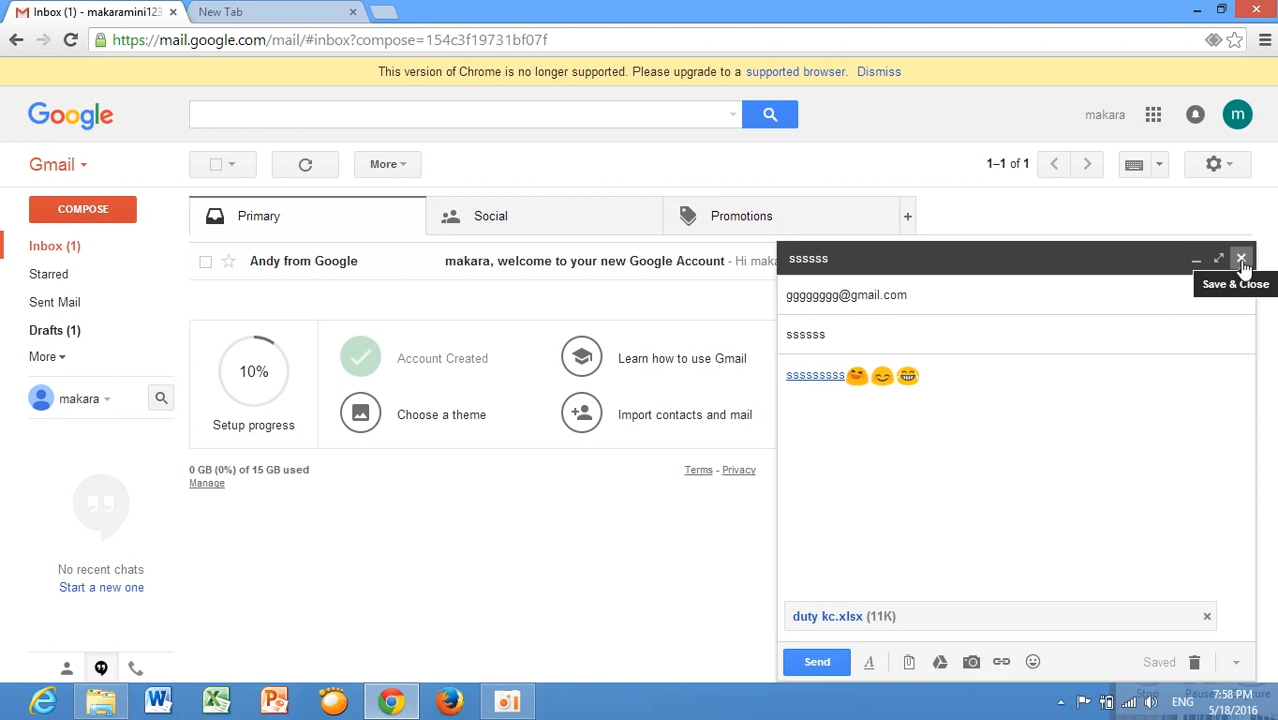 Inbox (1) - makaramini123
New Tab
https://mail.google.com/mail/#inbox?compose=154c3f19731bf07f
This version of Chrome is no longer supported. Please upgrade to a supported browser. Dismiss
Google
makara
m
Gmail
More
1–1 of 1
COMPOSE
Primary
Social
Promotions
+
Inbox (1)
Starred
Sent Mail
Drafts (1)
More
makara
Andy from Google
makara, welcome to your new Google Account - Hi maka
10%
Setup progress
Account Created
Learn how to use Gmail
Choose a theme
Import contacts and mail
0 GB (0%) of 15 GB used
Manage
Terms - Privacy
No recent chats
Start a new one
ssssss
Save & Close
gggggggg@gmail.com
ssssss
sssssssss😆😊😁
duty kc.xlsx (11K)
Send
Saved
Stop
ENG
7:58 PM
5/18/2016